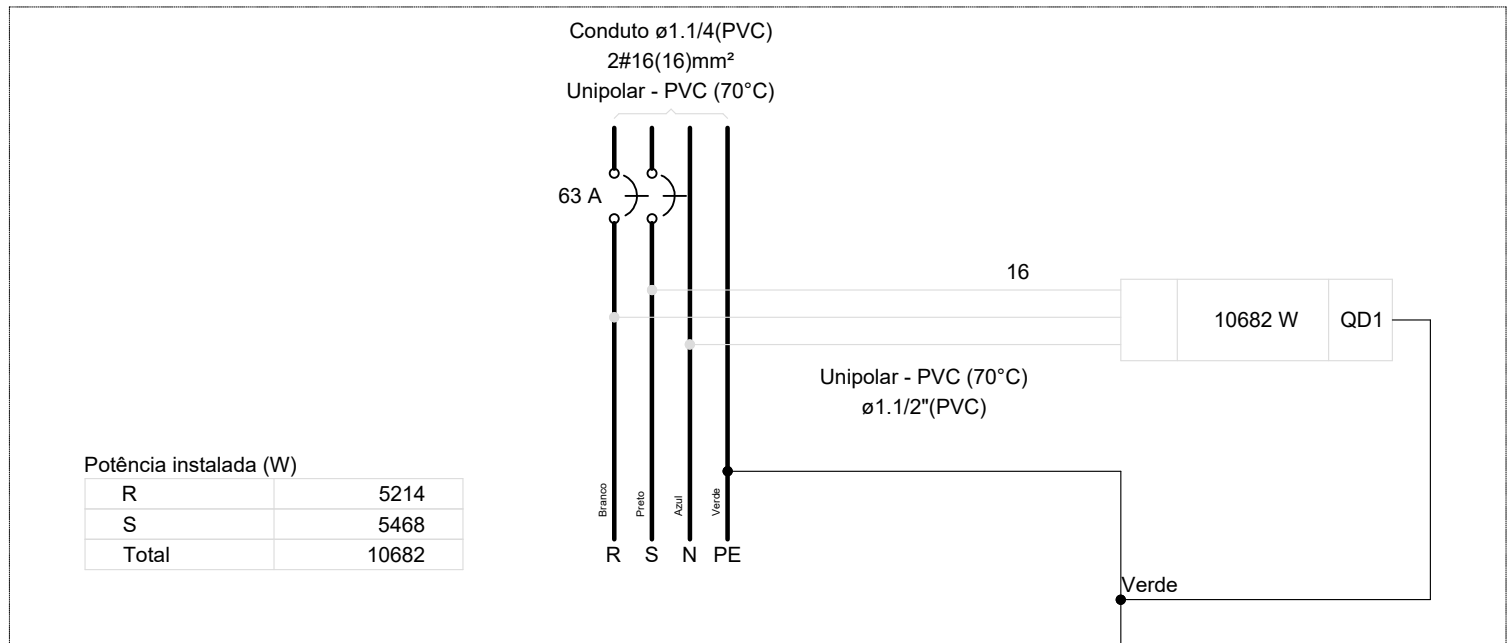 Conduto ø1.1/4(PVC)
2#16(16)mm²
Unipolar - PVC (70°C)
63 A
16
10682 W QD1
Unipolar - PVC (70°C)
ø1.1/2"(PVC)
Potência instalada (W)
R 5214
S 5468
Total 10682
Branco
Preto
Azul
Verde
R S N PE
Verde